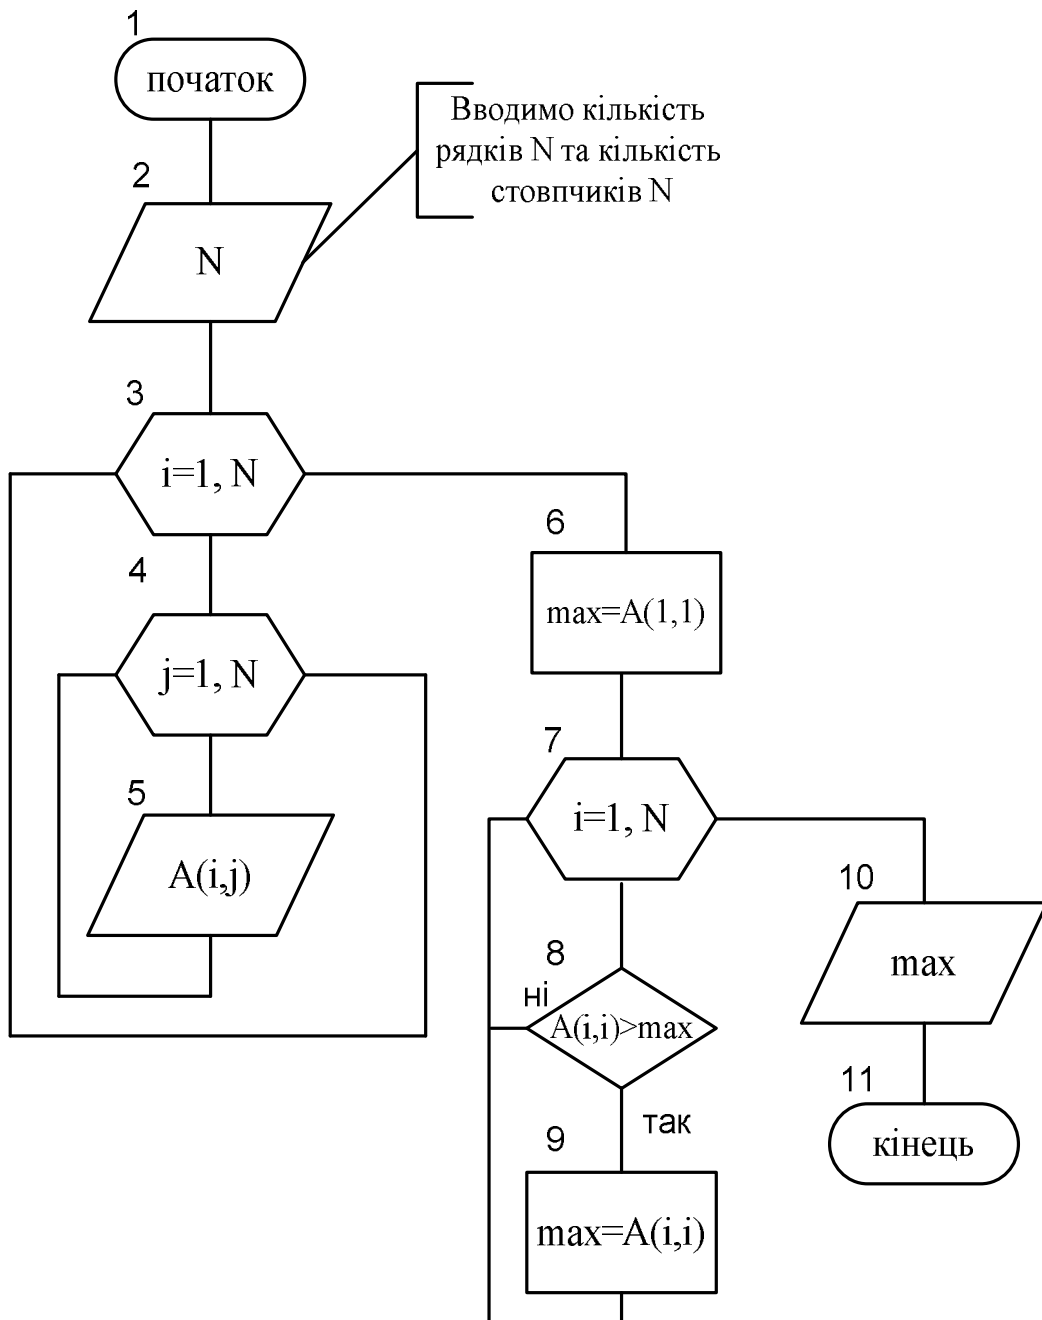 1
початок
Вводимо кількість
рядків N та кількість
стовпчиків N
2
N
3
i=1, N
4
j=1, N
5
A(i,j)
6
max=A(1,1)
7
i=1, N
8
ні
A(i,i)>max
так
9
max=A(i,i)
10
max
11
кінець